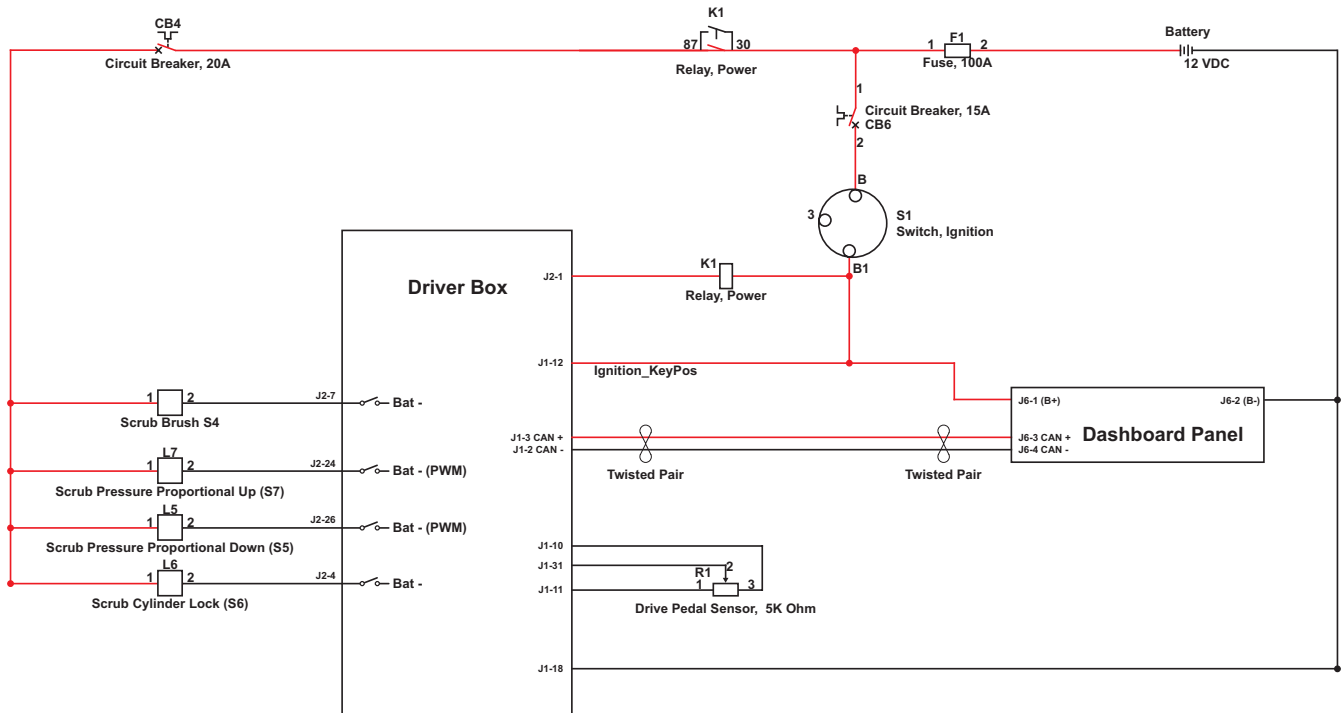 CB4
Circuit Breaker, 20A
K1
87
30
Relay, Power
1
F1
2
Fuse, 100A
Battery
12 VDC
1
Circuit Breaker, 15A
CB6
2
B
3
S1
Switch, Ignition
B1
K1
Relay, Power
Driver Box
J2-1
J1-12
Ignition_KeyPos
1
2
J2-7
Bat -
Scrub Brush S4
J6-1 (B+)
J6-2 (B-)
Dashboard Panel
J1-3 CAN +
J1-2 CAN -
J6-3 CAN +
J6-4 CAN -
Twisted Pair
Twisted Pair
L7
1
2
J2-24
Bat - (PWM)
Scrub Pressure Proportional Up (S7)
L5
1
2
J2-26
Bat - (PWM)
Scrub Pressure Proportional Down (S5)
L6
1
2
J2-4
Bat -
Scrub Cylinder Lock (S6)
J1-10
J1-31
J1-11
R1
2
1
3
Drive Pedal Sensor, 5K Ohm
J1-18